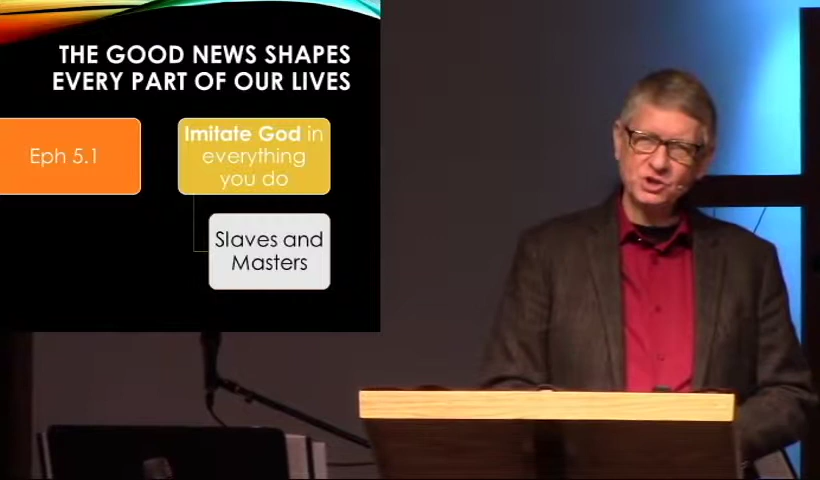 THE GOOD NEWS SHAPES
EVERY PART OF OUR LIVES
Eph 5.1
Imitate God in
everything
you do
Slaves and
Masters